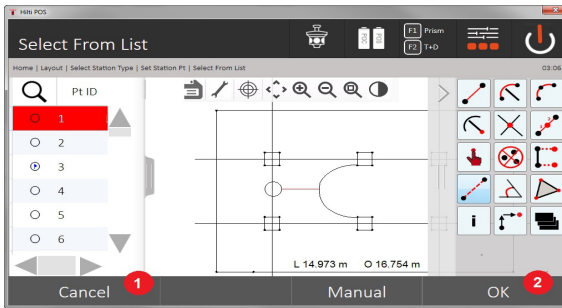 Hilti POS
Select From List
F1 Prism
F2 T+D
Home | Layout | Select Station Type | Set Station Pt | Select From List
03:06
Pt ID
1
2
3
4
5
6
L 14.973 m O 16.754 m
Cancel
1
Manual
OK
2
i